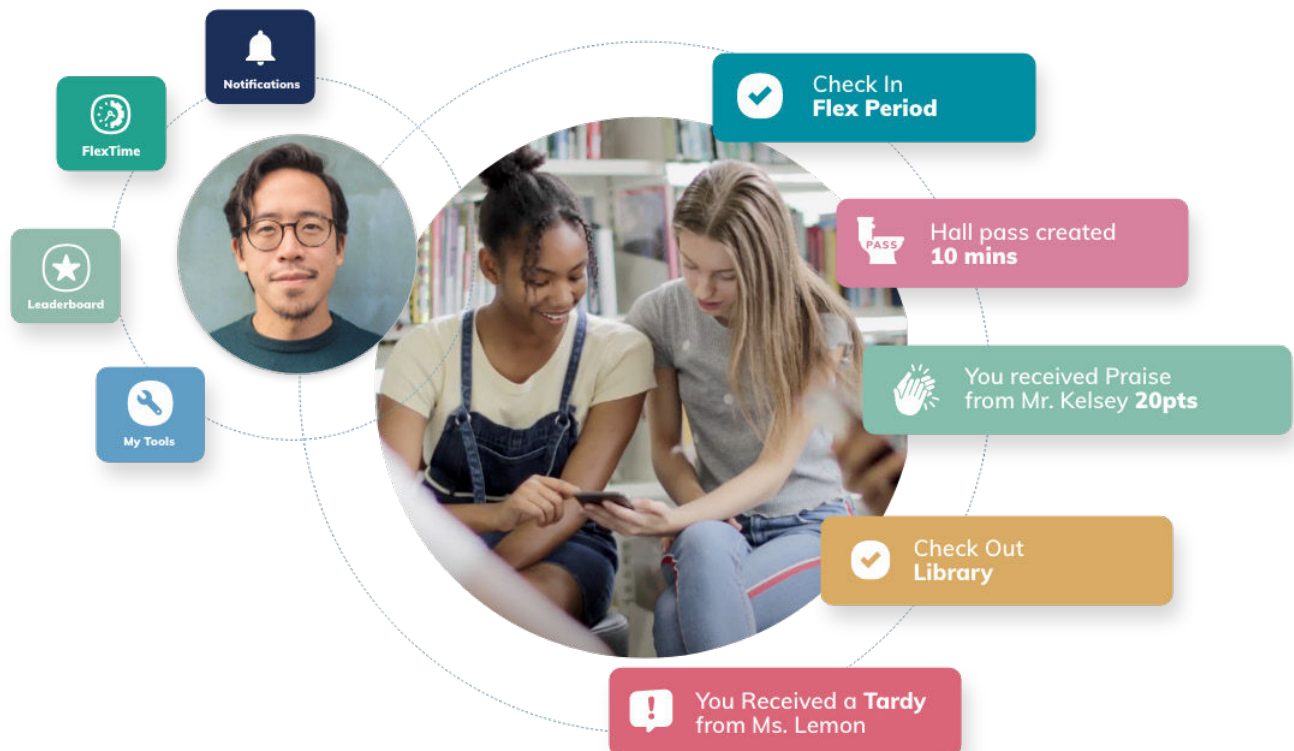 Notifications
FlexTime
Leaderboard
My Tools
Check In
Flex Period
PASS
Hall pass created
10 mins
You received Praise
from Mr. Kelsey 20pts
Check Out
Library
You Received a Tardy
from Ms. Lemon